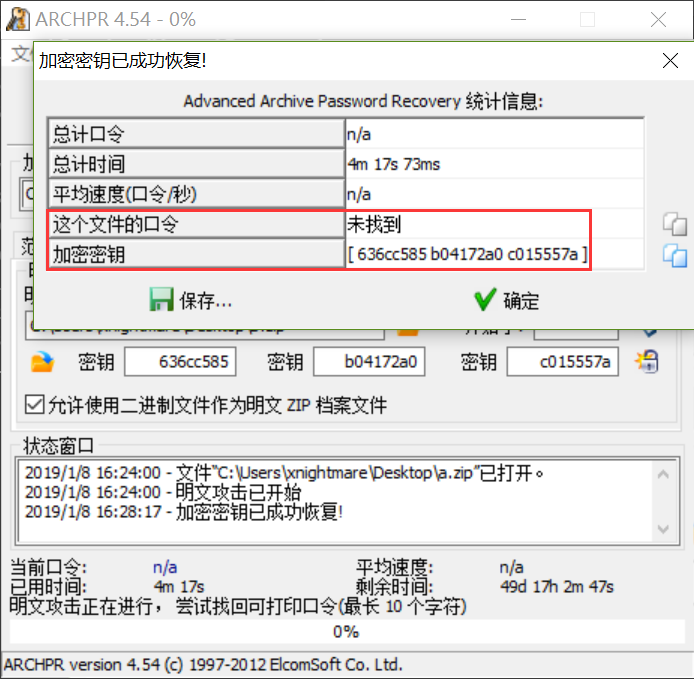 ARCHPR 4.54 - 0%
加密密钥已成功恢复!
Advanced Archive Password Recovery 统计信息:
总计口令 n/a
总计时间 4m 17s 73ms
平均速度(口令/秒) n/a
这个文件的口令 未找到
加密密钥 [ 636cc585 b04172a0 c015557a ]
保存... 确定
密钥 636cc585 密钥 b04172a0 密钥 c015557a
允许使用二进制文件作为明文 ZIP 档案文件
状态窗口
2019/1/8 16:24:00 - 文件“C:\Users\xnightmare\Desktop\a.zip”已打开。
2019/1/8 16:24:00 - 明文攻击已开始
2019/1/8 16:28:17 - 加密密钥已成功恢复!
当前口令: n/a 平均速度: n/a
已用时间: 4m 17s 剩余时间: 49d 17h 2m 47s
明文攻击正在进行，尝试找回可打印口令(最长 10 个字符)
0%
ARCHPR version 4.54 (c) 1997-2012 ElcomSoft Co. Ltd.